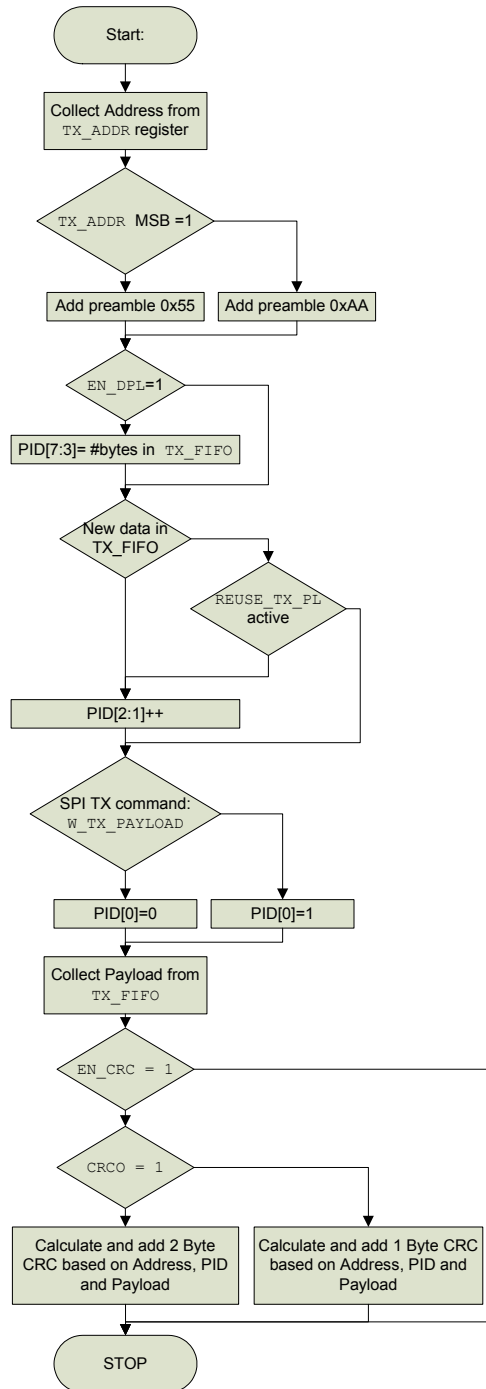 Start:
Collect Address from
TX_ADDR register
TX_ADDR MSB =1
Add preamble 0x55
Add preamble 0xAA
EN_DPL=1
PID[7:3]= #bytes in TX_FIFO
New data in
TX_FIFO
REUSE_TX_PL
active
PID[2:1]++
SPI TX command:
W_TX_PAYLOAD
PID[0]=0
PID[0]=1
Collect Payload from
TX_FIFO
EN_CRC = 1
CRCO = 1
Calculate and add 2 Byte
CRC based on Address, PID
and Payload
Calculate and add 1 Byte CRC
based on Address, PID and
Payload
STOP